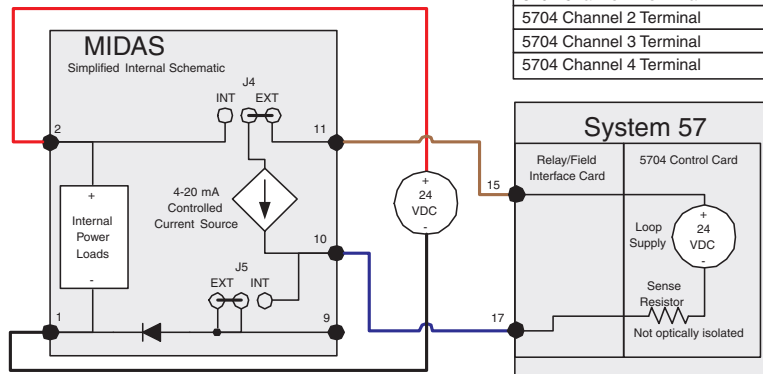 5704 Channel 2 Terminal
5704 Channel 3 Terminal
5704 Channel 4 Terminal
MIDAS
Simplified Internal Schematic
J4
INT
EXT
2
11
+
Internal
Power
Loads
-
4-20 mA
Controlled
Current Source
10
J5
EXT
INT
1
9
+
24
VDC
-
System 57
Relay/Field
Interface Card
5704 Control Card
15
Loop
Supply
+
24
VDC
-
Sense
Resistor
17
Not optically isolated